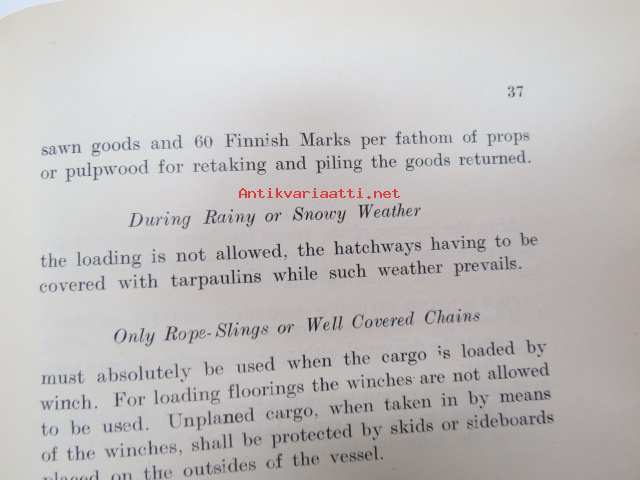 37
sawn goods and 60 Finnish Marks per fathom of props
or pulpwood for retaking and piling the goods returned.
Antikvariaatti.net
During Rainy or Snowy Weather
the loading is not allowed, the hatchways having to be
covered with tarpaulins while such weather prevails.
Only Rope-Slings or Well Covered Chains
must absolutely be used when the cargo is loaded by
winch. For loading floorings the winches are not allowed
to be used. Unplaned cargo, when taken in by means
of the winches, shall be protected by skids or sideboards
placed on the outsides of the vessel.